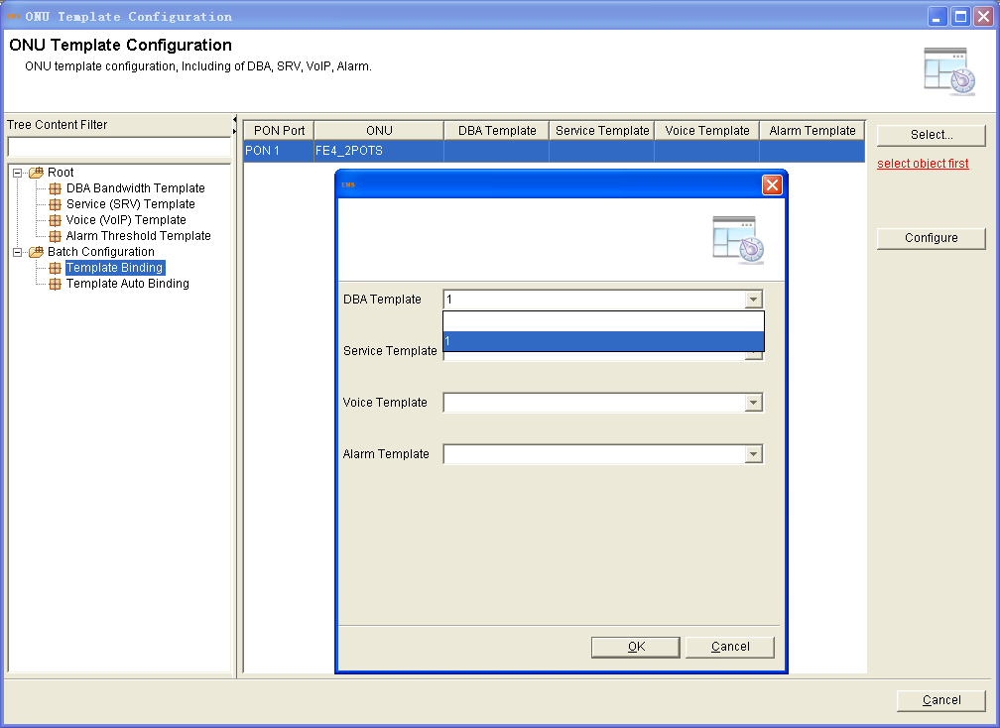 EMS ONU Template Configuration
ONU Template Configuration
ONU template configuration, Including of DBA, SRV, VoIP, Alarm.
Tree Content Filter
Root
DBA Bandwidth Template
Service (SRV) Template
Voice (VoIP) Template
Alarm Threshold Template
Batch Configuration
Template Binding
Template Auto Binding
PON Port ONU DBA Template Service Template Voice Template Alarm Template
PON 1 FE4_2POTS
Select...
select object first
Configure
EMS
DBA Template 1
1
Service Template
Voice Template
Alarm Template
OK Cancel
Cancel